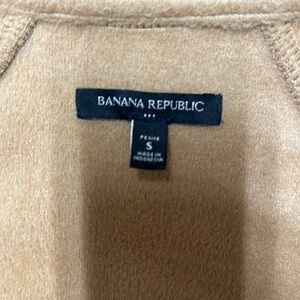 BANANA REPUBLIC
PETITE
S
MADE IN
INDONESIA